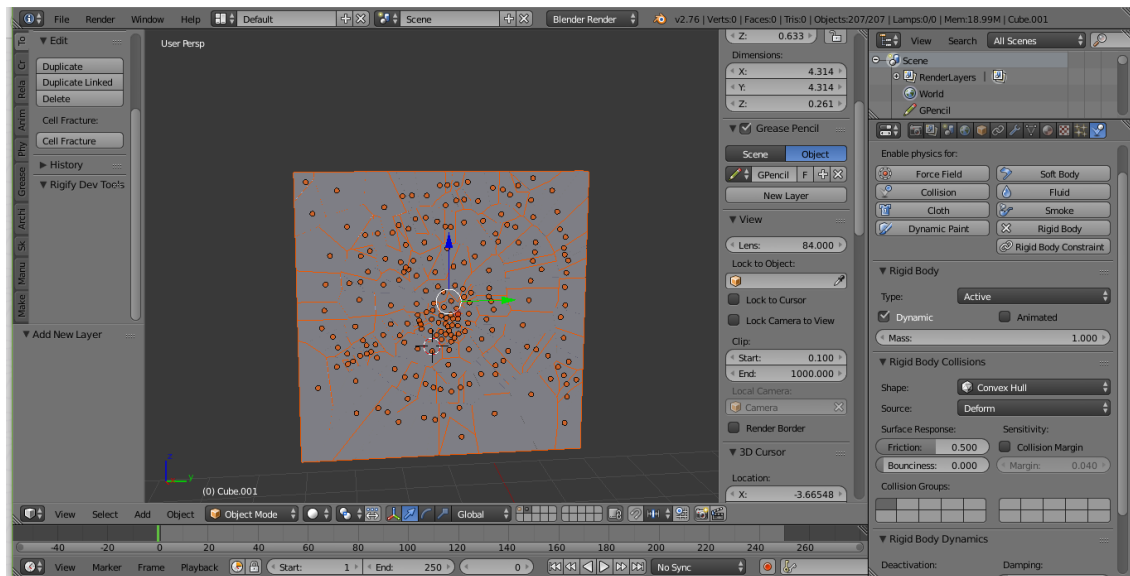 File Render Window Help Default Scene Blender Render v2.76 | Verts:0 | Faces:0 | Tris:0 | Objects:207/207 | Lamps:0/0 | Mem:18.99M | Cube.001
To
Cr
Rela
Anim
Phy
Grease
Archi
Sk
Manu
Make
Edit
Duplicate
Duplicate Linked
Delete
Cell Fracture:
Cell Fracture
History
Rigify Dev Tools
Add New Layer
User Persp
z
y
(0) Cube.001
Z: 0.633
Dimensions:
X: 4.314
Y: 4.314
Z: 0.261
Grease Pencil
Scene Object
GPencil F
New Layer
View
Lens: 84.000
Lock to Object:
Lock to Cursor
Lock Camera to View
Clip:
Start: 0.100
End: 1000.000
Local Camera:
Camera
Render Border
3D Cursor
Location:
X: -3.66548
View Search All Scenes
Scene
RenderLayers |
World
GPencil
Enable physics for:
Force Field Soft Body
Collision Fluid
Cloth Smoke
Dynamic Paint Rigid Body
Rigid Body Constraint
Rigid Body
Type: Active
Dynamic Animated
Mass: 1.000
Rigid Body Collisions
Shape: Convex Hull
Source: Deform
Surface Response: Sensitivity:
Friction: 0.500 Collision Margin
Bounciness: 0.000 Margin: 0.040
Collision Groups:
Rigid Body Dynamics
Deactivation: Damping:
View Select Add Object Object Mode Global
-40 -20 0 20 40 60 80 100 120 140 160 180 200 220 240 260
View Marker Frame Playback Start: 1 End: 250 0 No Sync